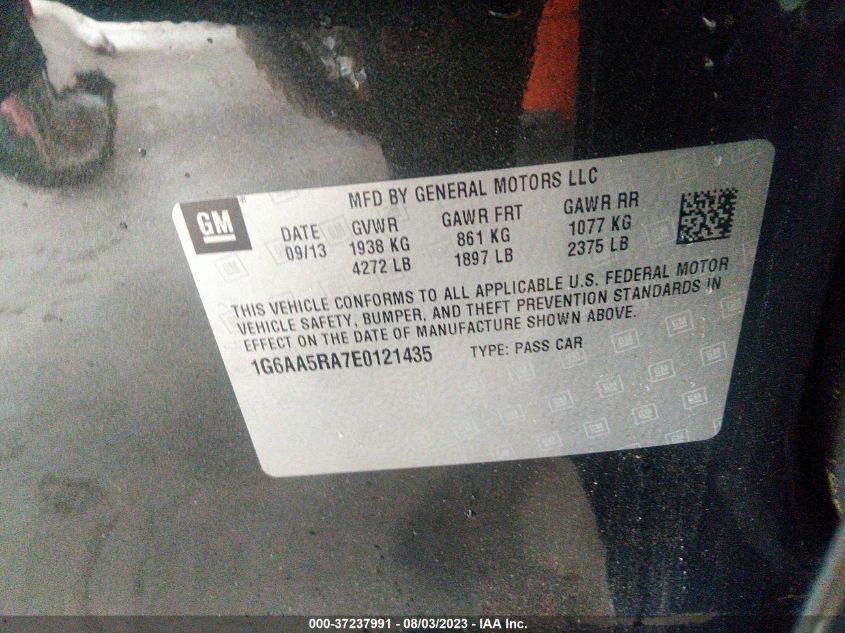 MFD BY GENERAL MOTORS LLC
GM
DATE GVWR GAWR FRT GAWR RR
09/13 1938 KG 861 KG 1077 KG
4272 LB 1897 LB 2375 LB
THIS VEHICLE CONFORMS TO ALL APPLICABLE U.S. FEDERAL MOTOR
VEHICLE SAFETY, BUMPER, AND THEFT PREVENTION STANDARDS IN
EFFECT ON THE DATE OF MANUFACTURE SHOWN ABOVE.
1G6AA5RA7E0121435 TYPE: PASS CAR
000-37237991 - 08/03/2023 - IAA Inc.